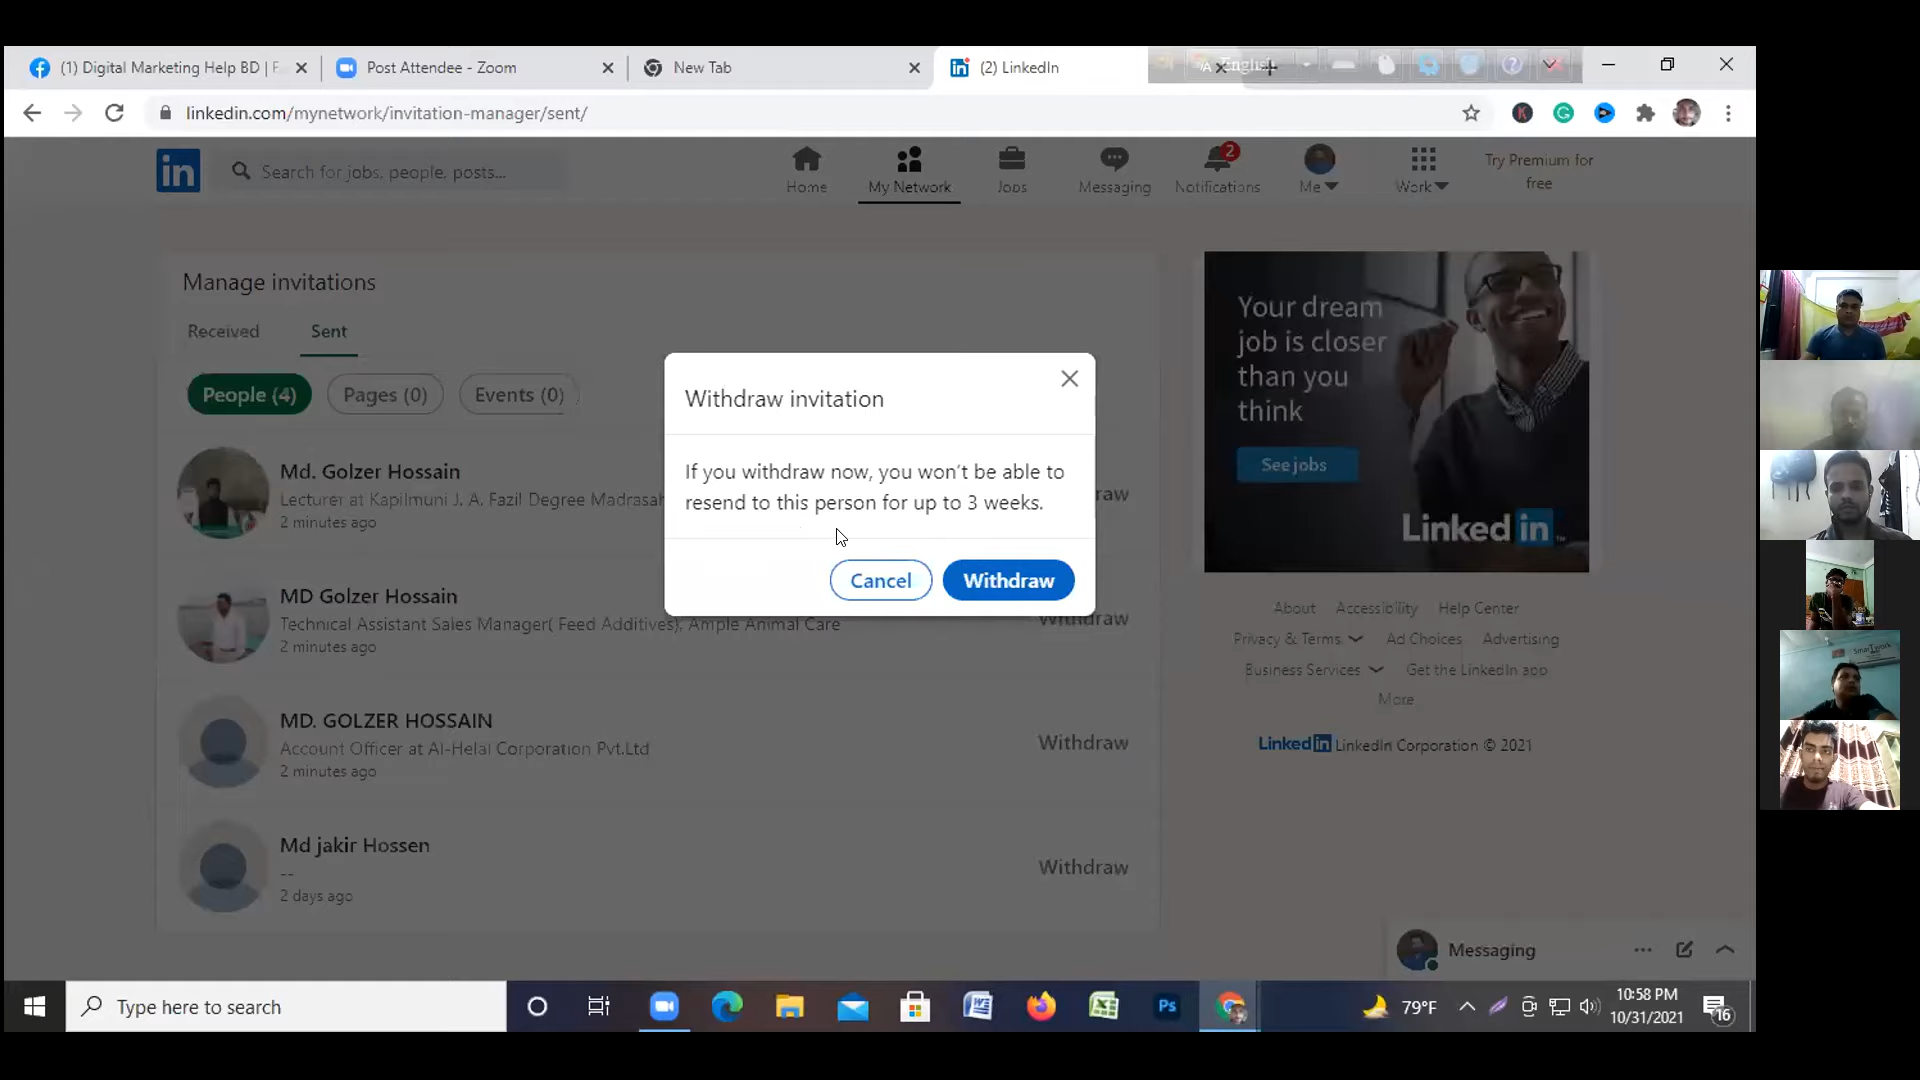 (1) Digital Marketing Help BD | F
Post Attendee - Zoom
New Tab
(2) LinkedIn
English
linkedin.com/mynetwork/invitation-manager/sent/
in
Search for jobs, people, posts...
Home
My Network
Jobs
Messaging
2
Notifications
Me
Work
Try Premium for
free
Manage invitations
Received
Sent
People (4)
Pages (0)
Events (0)
Md. Golzer Hossain
Lecturer at Kapilmuni J. A. Fazil Degree Madrasah
2 minutes ago
raw
MD Golzer Hossain
Technical Assistant Sales Manager( Feed Additives), Ample Animal Care
2 minutes ago
Withdraw
MD. GOLZER HOSSAIN
Account Officer at Al-Helal Corporation Pvt.Ltd
2 minutes ago
Withdraw
Md jakir Hossen
--
2 days ago
Withdraw
Withdraw invitation
If you withdraw now, you won't be able to
resend to this person for up to 3 weeks.
Cancel
Withdraw
Your dream
job is closer
than you
think
See jobs
Linkedin
About Accessibility Help Center
Privacy & Terms Ad Choices Advertising
Business Services Get the LinkedIn app
More
Linkedin LinkedIn Corporation © 2021
Messaging
Type here to search
Ps
79°F
10:58 PM
10/31/2021
16